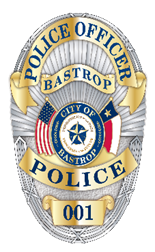 POLICE OFFICER
BASTROP
CITY OF
BASTROP
POLICE
001